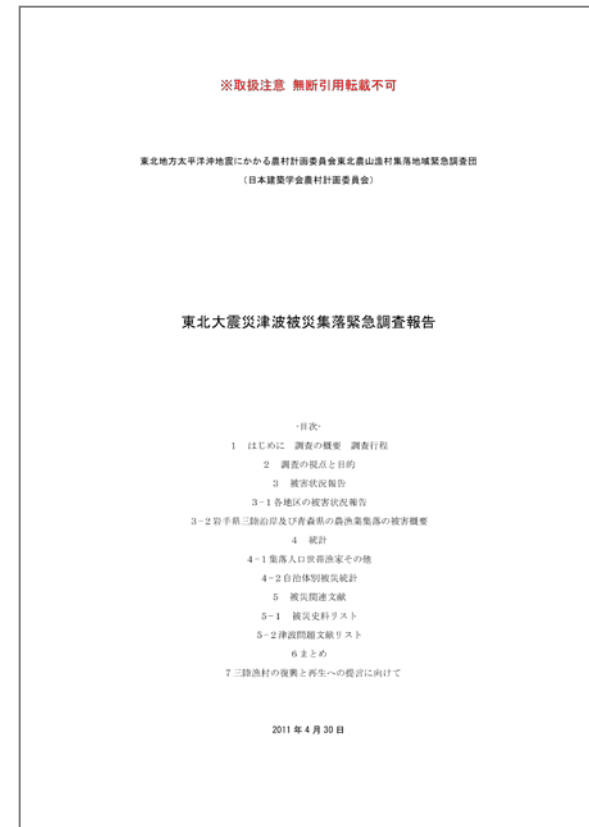 ※取扱注意 無断引用転載不可
東北地方太平洋沖地震にかかる農村計画委員会東北農山漁村集落地域緊急調査団
（日本建築学会農村計画委員会）
東北大震災津波被災集落緊急調査報告
-目次-
1 はじめに 調査の概要 調査行程
2 調査の視点と目的
3 被害状況報告
3-1各地区の被害状況報告
3-2岩手県三陸沿岸及び青森県の農漁業集落の被害概要
4 統計
4-1集落人口世帯漁家その他
4-2自治体別被災統計
5 被災関連文献
5-1 被災史料リスト
5-2津波問題文献リスト
6まとめ
7三陸漁村の復興と再生への提言に向けて
2011年4月30日